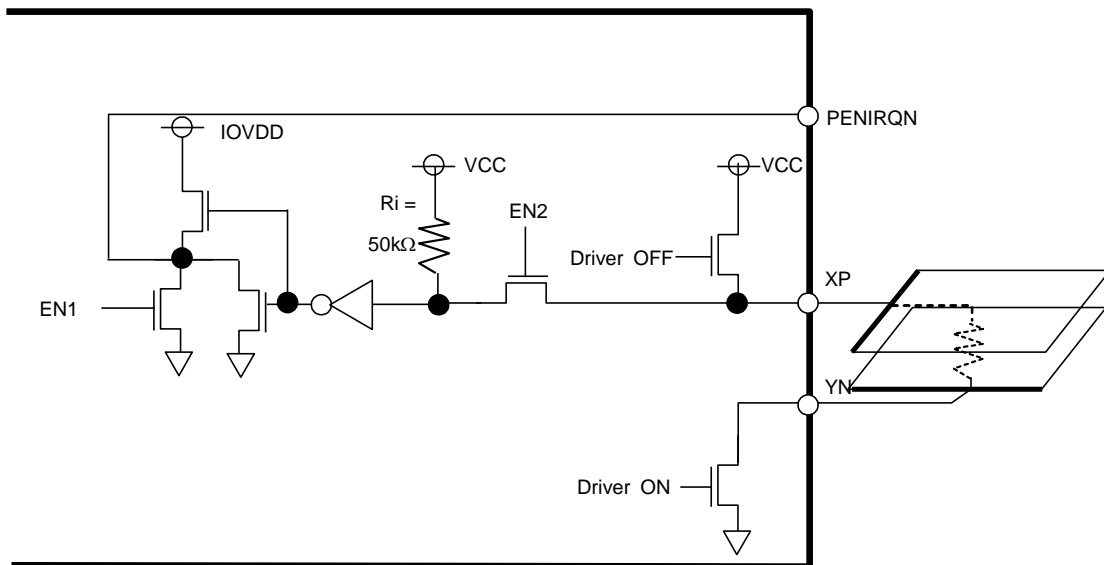 PENIRQN
IOVDD
VCC
VCC
Ri =
50kΩ
EN2
Driver OFF
XP
EN1
YN
Driver ON